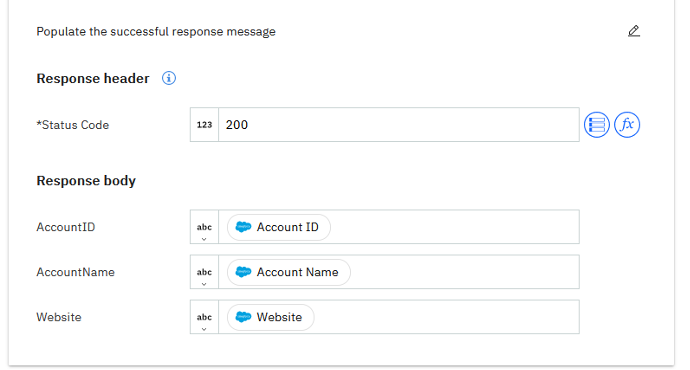 Populate the successful response message
Response header
*Status Code 123 200 fx
Response body
AccountID abc Account ID
AccountName abc Account Name
Website abc Website